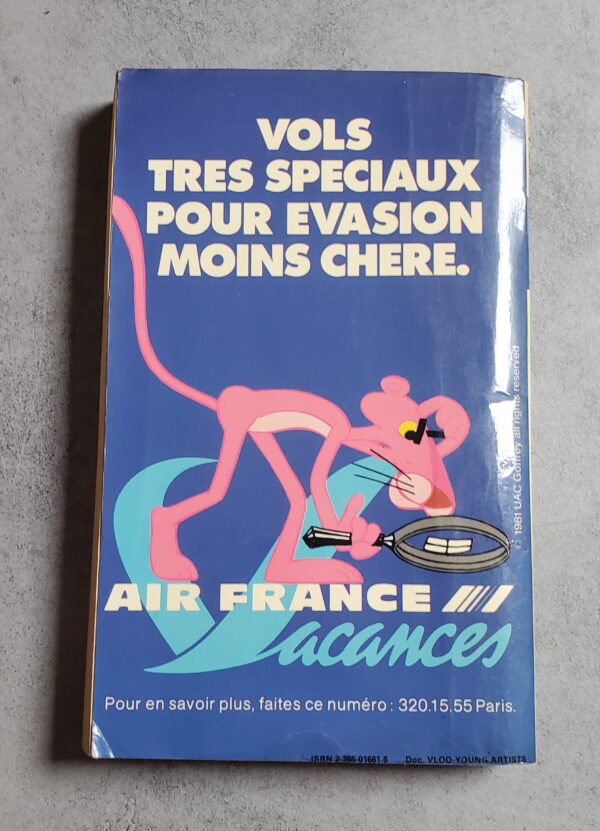 VOLS
TRES SPECIAUX
POUR EVASION
MOINS CHERE.
© 1981 UAC Goffrey all rights reserved
AIR FRANCE
Vacances
Pour en savoir plus, faites ce numéro : 320.15.55 Paris.
ISBN 2-266-01661-6 Doc. VLOO-YOUNG ARTISTS